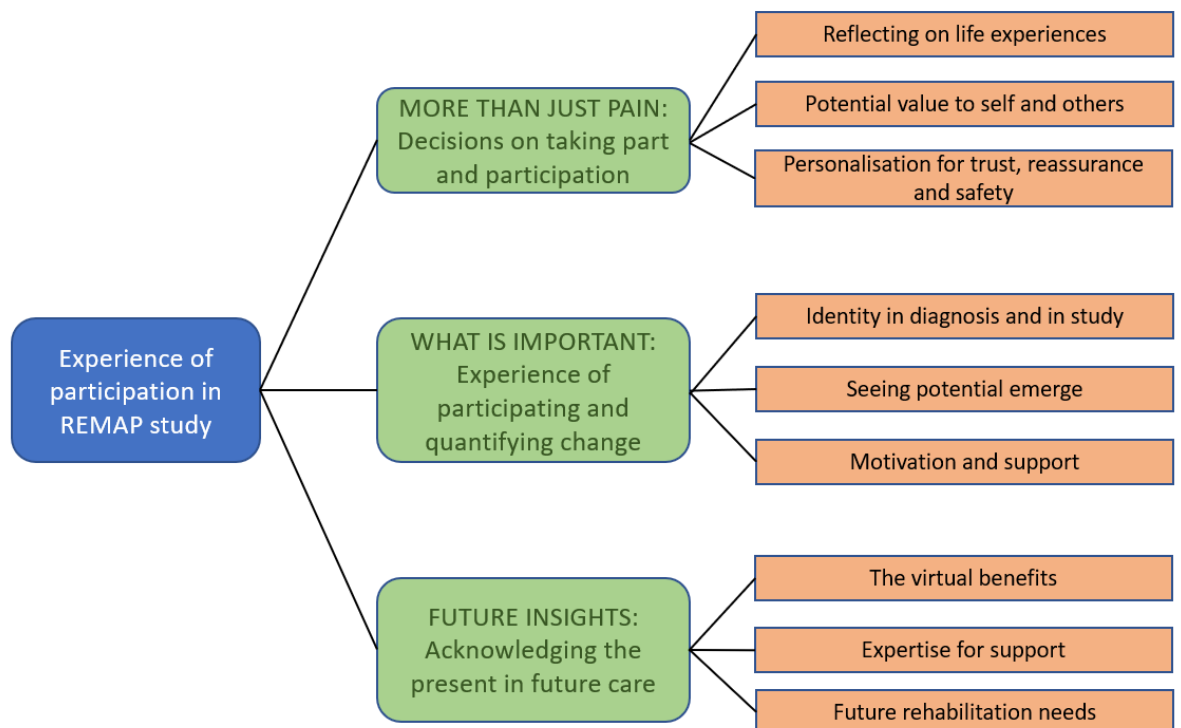 Experience of
participation in
REMAP study
MORE THAN JUST PAIN:
Decisions on taking part
and participation
Reflecting on life experiences
Potential value to self and others
Personalisation for trust, reassurance
and safety
WHAT IS IMPORTANT:
Experience of
participating and
quantifying change
Identity in diagnosis and in study
Seeing potential emerge
Motivation and support
FUTURE INSIGHTS:
Acknowledging the
present in future care
The virtual benefits
Expertise for support
Future rehabilitation needs